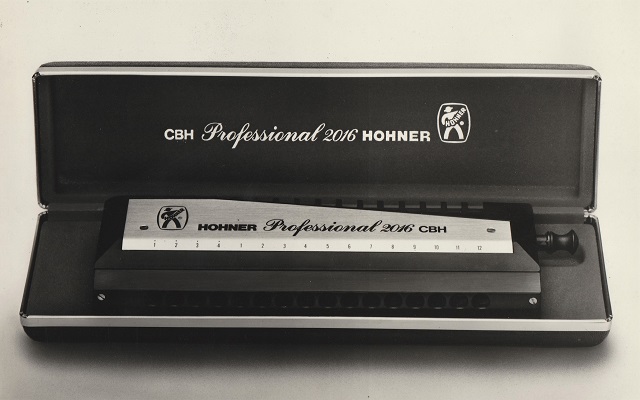 CBH Professional 2016 HOHNER
HOHNER
HOHNER Professional 2016 CBH
1 2 3 4 1 2 3 4 5 6 7 8 9 10 11 12